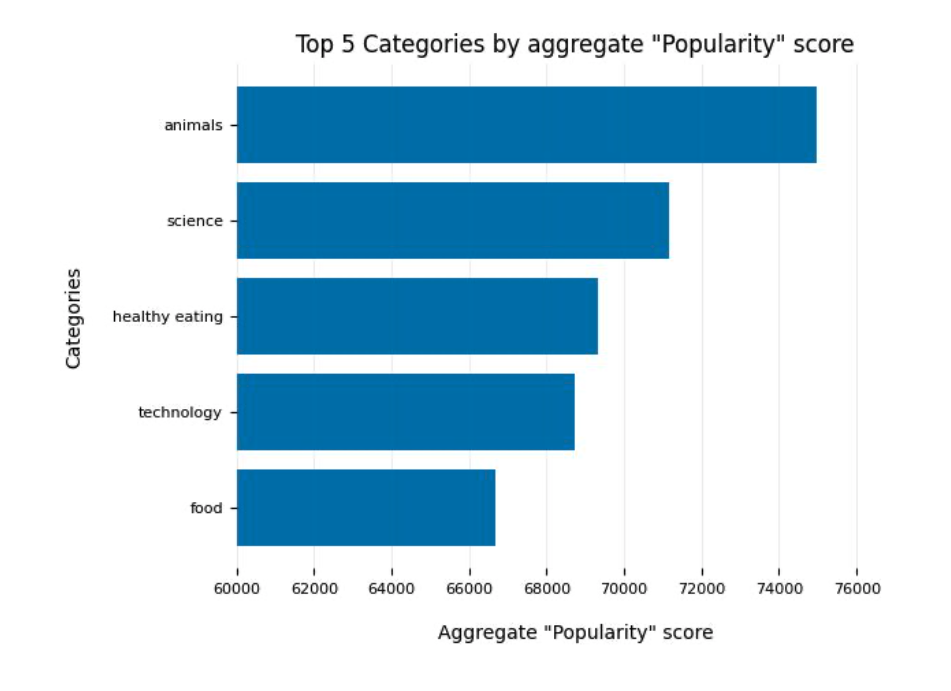 Top 5 Categories by aggregate "Popularity" score
animals
science
healthy eating
technology
food
Categories
60000 62000 64000 66000 68000 70000 72000 74000 76000
Aggregate "Popularity" score